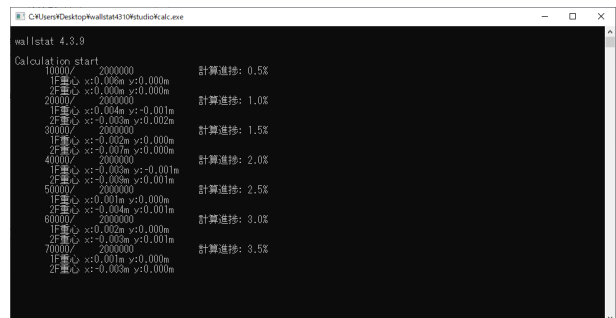 C:¥Users¥Desktop¥wallstat4310¥studio¥calc.exe
wallstat 4.3.9
Calculation start
10000/ 2000000 計算進捗: 0.5%
1F重心 x:0.006m y:0.000m
2F重心 x:0.000m y:0.000m
20000/ 2000000 計算進捗: 1.0%
1F重心 x:0.004m y:-0.001m
2F重心 x:-0.003m y:0.002m
30000/ 2000000 計算進捗: 1.5%
1F重心 x:-0.002m y:0.000m
2F重心 x:-0.007m y:0.000m
40000/ 2000000 計算進捗: 2.0%
1F重心 x:-0.003m y:-0.001m
2F重心 x:-0.009m y:0.001m
50000/ 2000000 計算進捗: 2.5%
1F重心 x:0.001m y:0.000m
2F重心 x:-0.004m y:0.001m
60000/ 2000000 計算進捗: 3.0%
1F重心 x:0.002m y:0.000m
2F重心 x:-0.003m y:0.001m
70000/ 2000000 計算進捗: 3.5%
1F重心 x:0.001m y:0.000m
2F重心 x:-0.003m y:0.000m